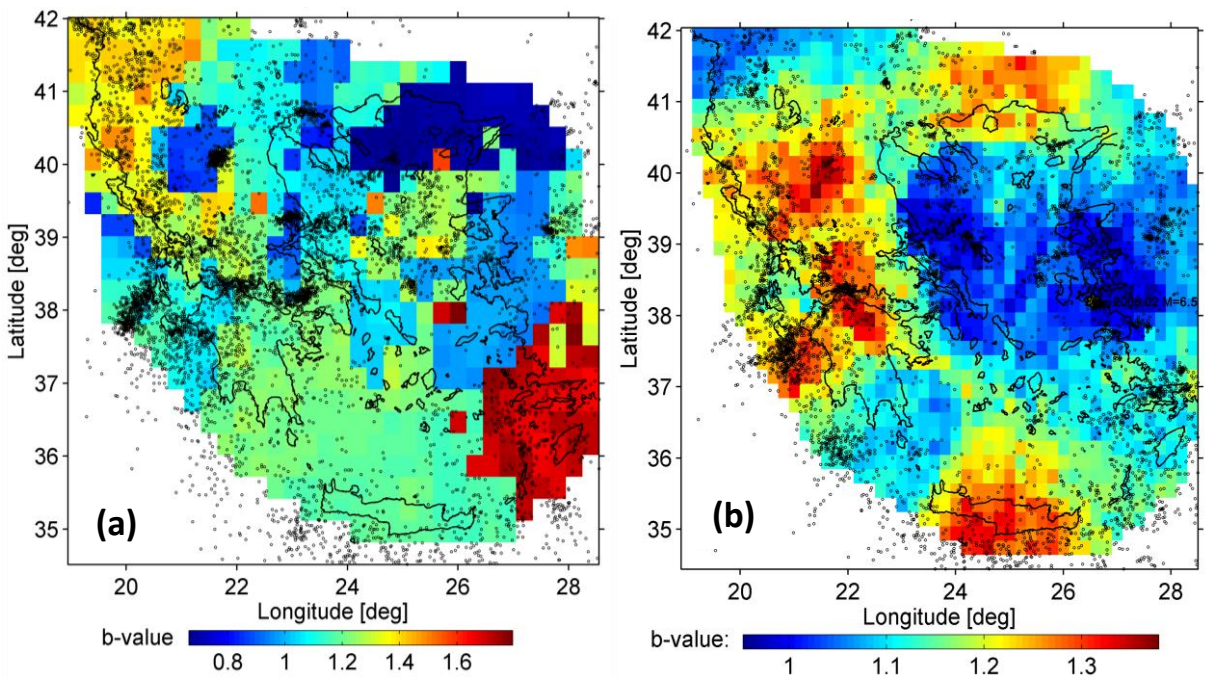 42
41
40
39
38
37
36
35
Latitude [deg]
(a)
20 22 24 26 28
Longitude [deg]
b-value
0.8 1 1.2 1.4 1.6
42
41
40
39
38
37
36
35
Latitude [deg]
M=6.5
(b)
20 22 24 26 28
Longitude [deg]
b-value:
1 1.1 1.2 1.3